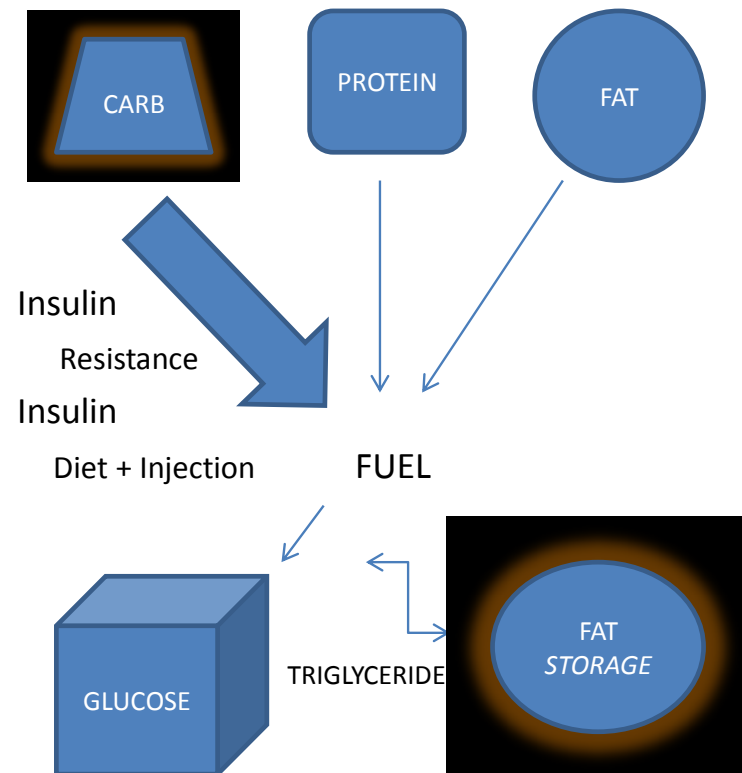 CARB
PROTEIN
FAT
Insulin
Resistance
Insulin
Diet + Injection
FUEL
GLUCOSE
TRIGLYCERIDE
FAT
STORAGE